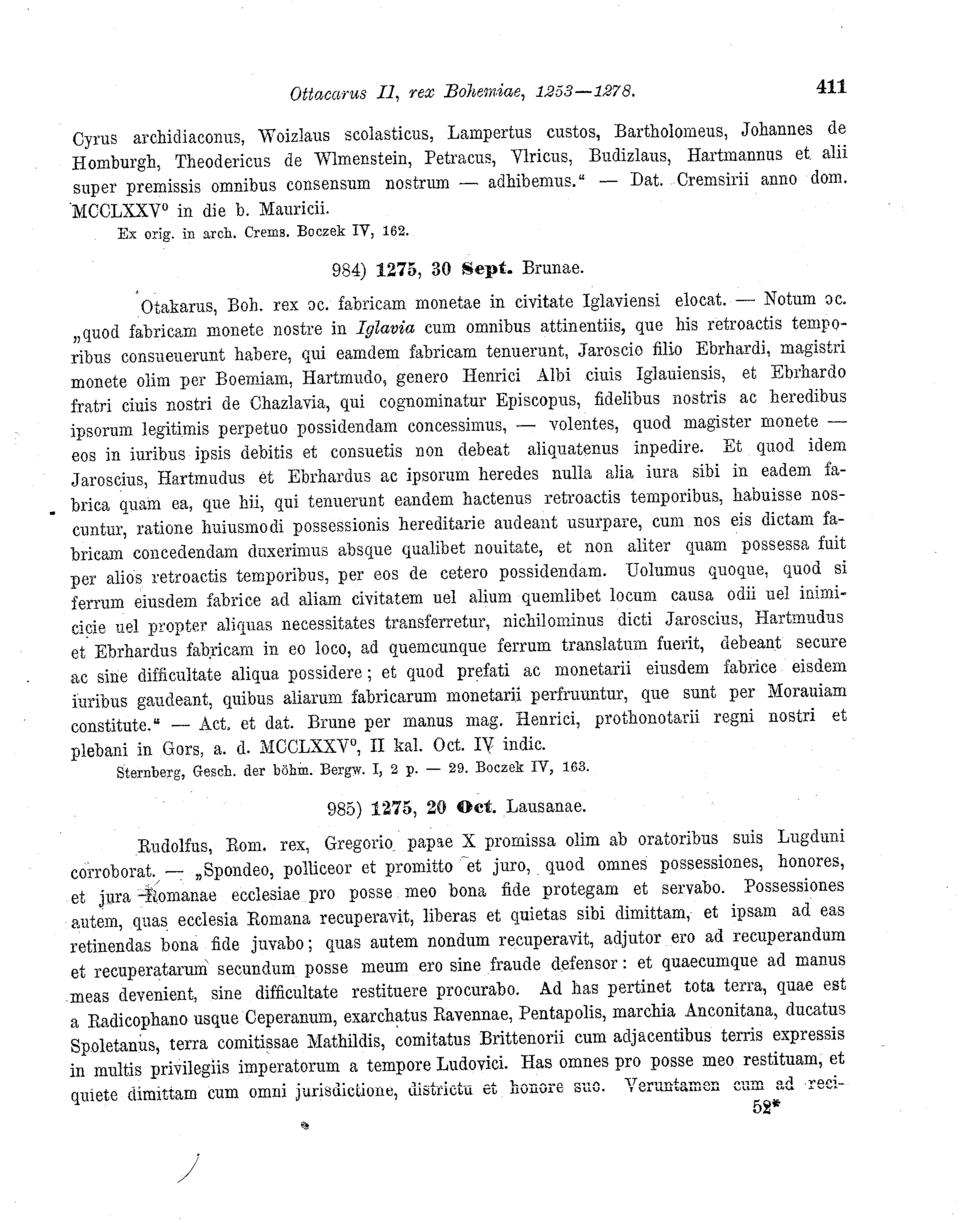 Ottacarus II, rex Bohemiae, 1253—1278. 411
Cyrus archidiaconus, Woizlaus scolasticus, Lampertus custos, Bartholomeus, Johannes de
Homburgh, Theodericus de Wlmenstein, Petracus, Vlricus, Budizlaus, Hartmannus et alii
super premissis omnibus consensum nostrum — adhibemus.“ — Dat. Cremsirii anno dom.
MCCLXXV⁰ in die b. Mauricii.
Ex orig. in arch. Crems. Boczek IV, 162.
984) 1275, 30 Sept. Brunae.
Otakarus, Boh. rex ɔc. fabricam monetae in civitate Iglaviensi elocat. — Notum ɔc.
„quod fabricam monete nostre in Iglavia cum omnibus attinentiis, que his retroactis tempo-
ribus consueuerunt habere, qui eamdem fabricam tenuerunt, Jaroscio filio Ebrhardi, magistri
monete olim per Boemiam, Hartmudo, genero Henrici Albi ciuis Iglauiensis, et Ebrhardo
fratri ciuis nostri de Chazlavia, qui cognominatur Episcopus, fidelibus nostris ac heredibus
ipsorum legitimis perpetuo possidendam concessimus, — volentes, quod magister monete —
eos in iuribus ipsis debitis et consuetis non debeat aliquatenus inpedire. Et quod idem
Jaroscius, Hartmudus et Ebrhardus ac ipsorum heredes nulla alia iura sibi in eadem fa-
brica quam ea, que hii, qui tenuerunt eandem hactenus retroactis temporibus, habuisse nos-
cuntur, ratione huiusmodi possessionis hereditarie audeant usurpare, cum nos eis dictam fa-
bricam concedendam duxerimus absque qualibet nouitate, et non aliter quam possessa fuit
per alios retroactis temporibus, per eos de cetero possidendam. Uolumus quoque, quod si
ferrum eiusdem fabrice ad aliam civitatem uel alium quemlibet locum causa odii uel inimi-
cicie uel propter aliquas necessitates transferretur, nichilominus dicti Jaroscius, Hartmudus
et Ebrhardus fabricam in eo loco, ad quemcunque ferrum translatum fuerit, debeant secure
ac sine difficultate aliqua possidere; et quod prefati ac monetarii eiusdem fabrice eisdem
iuribus gaudeant, quibus aliarum fabricarum monetarii perfruuntur, que sunt per Morauiam
constitute.“ — Act. et dat. Brune per manus mag. Henrici, prothonotarii regni nostri et
plebani in Gors, a. d. MCCLXXV⁰, II kal. Oct. IV indic.
Sternberg, Gesch. der böhm. Bergw. I, 2 p. — 29. Boczek IV, 163.
985) 1275, 20 Oct. Lausanae.
Rudolfus, Rom. rex, Gregorio papae X promissa olim ab oratoribus suis Lugduni
corroborat. — „Spondeo, polliceor et promitto et juro, quod omnes possessiones, honores,
et jura Romanae ecclesiae pro posse meo bona fide protegam et servabo. Possessiones
autem, quas ecclesia Romana recuperavit, liberas et quietas sibi dimittam, et ipsam ad eas
retinendas bona fide juvabo; quas autem nondum recuperavit, adjutor ero ad recuperandum
et recuperatarum secundum posse meum ero sine fraude defensor: et quaecumque ad manus
meas devenient, sine difficultate restituere procurabo. Ad has pertinet tota terra, quae est
a Radicophano usque Ceperanum, exarchatus Ravennae, Pentapolis, marchia Anconitana, ducatus
Spoletanus, terra comitissae Mathildis, comitatus Brittenorii cum adjacentibus terris expressis
in multis privilegiis imperatorum a tempore Ludovici. Has omnes pro posse meo restituam, et
quiete dimittam cum omni jurisdictione, districtu et honore suo. Veruntamen cum ad reci-
52*